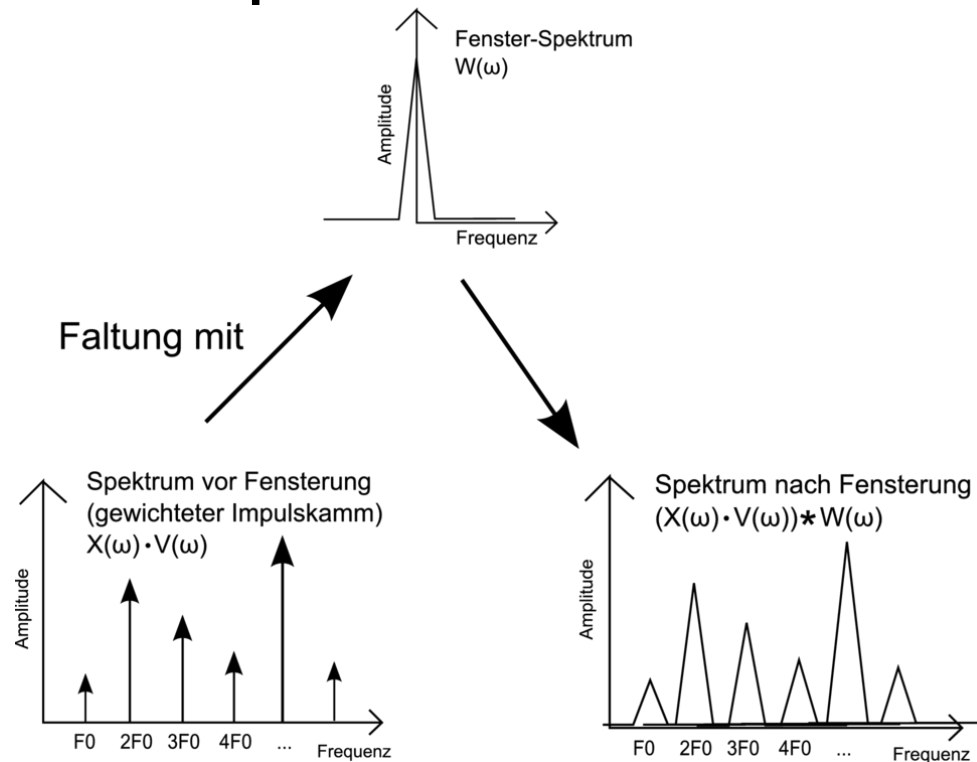 Fenster-Spektrum
W(ω)
Amplitude
Frequenz
Faltung mit
Spektrum vor Fensterung
(gewichteter Impulskamm)
X(ω)·V(ω)
Amplitude
F0 2F0 3F0 4F0 ... Frequenz
Spektrum nach Fensterung
(X(ω)·V(ω))*W(ω)
Amplitude
F0 2F0 3F0 4F0 ... Frequenz